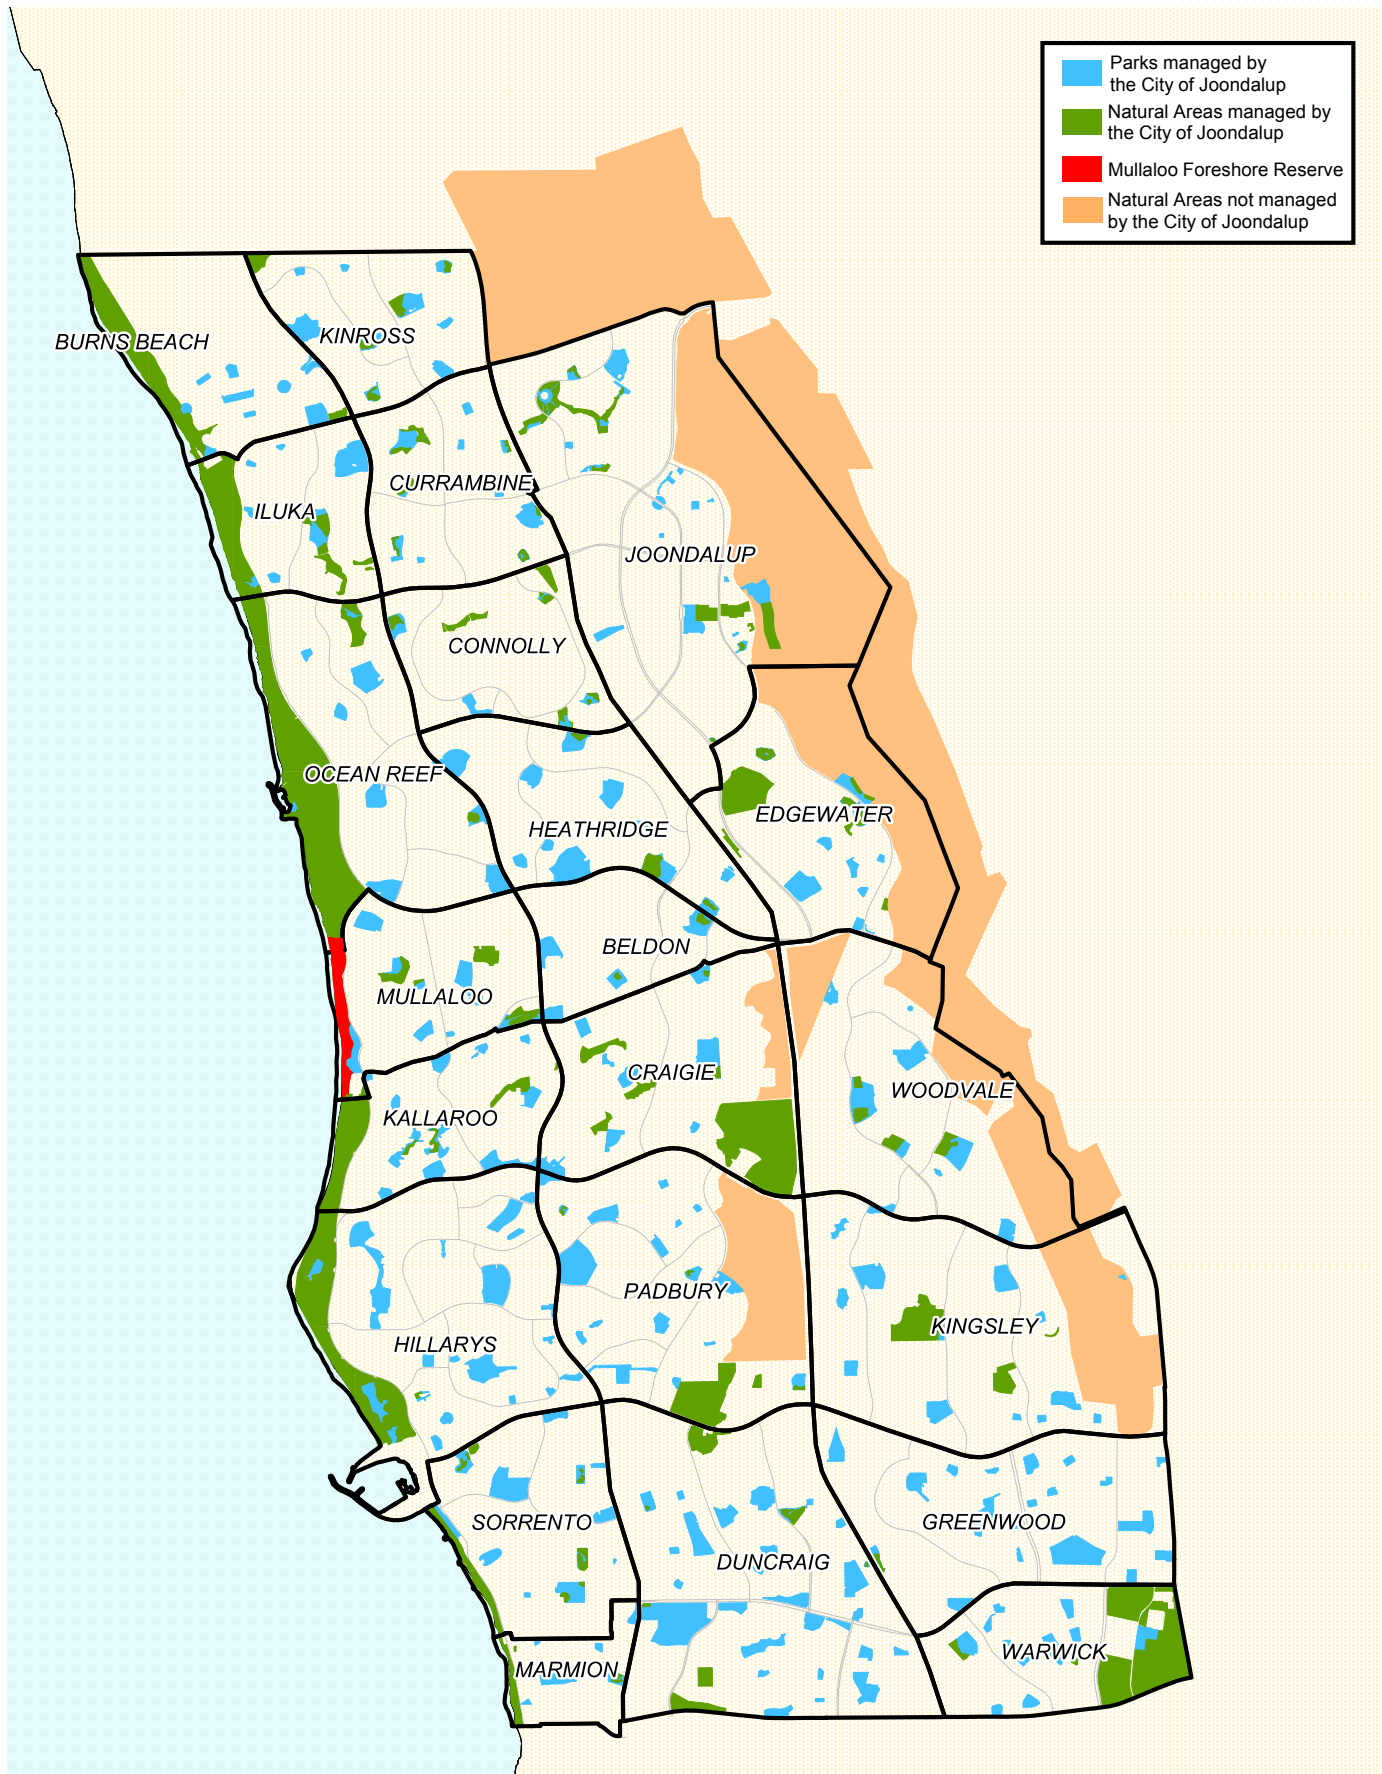 Parks managed by
the City of Joondalup
Natural Areas managed by
the City of Joondalup
Mullaloo Foreshore Reserve
Natural Areas not managed
by the City of Joondalup
BURNS BEACH
KINROSS
CURRAMBINE
ILUKA
JOONDALUP
CONNOLLY
OCEAN REEF
HEATHRIDGE
EDGEWATER
BELDON
MULLALOO
CRAIGIE
WOODVALE
KALLAROO
PADBURY
KINGSLEY
HILLARYS
SORRENTO
GREENWOOD
DUNCRAIG
WARWICK
MARMION